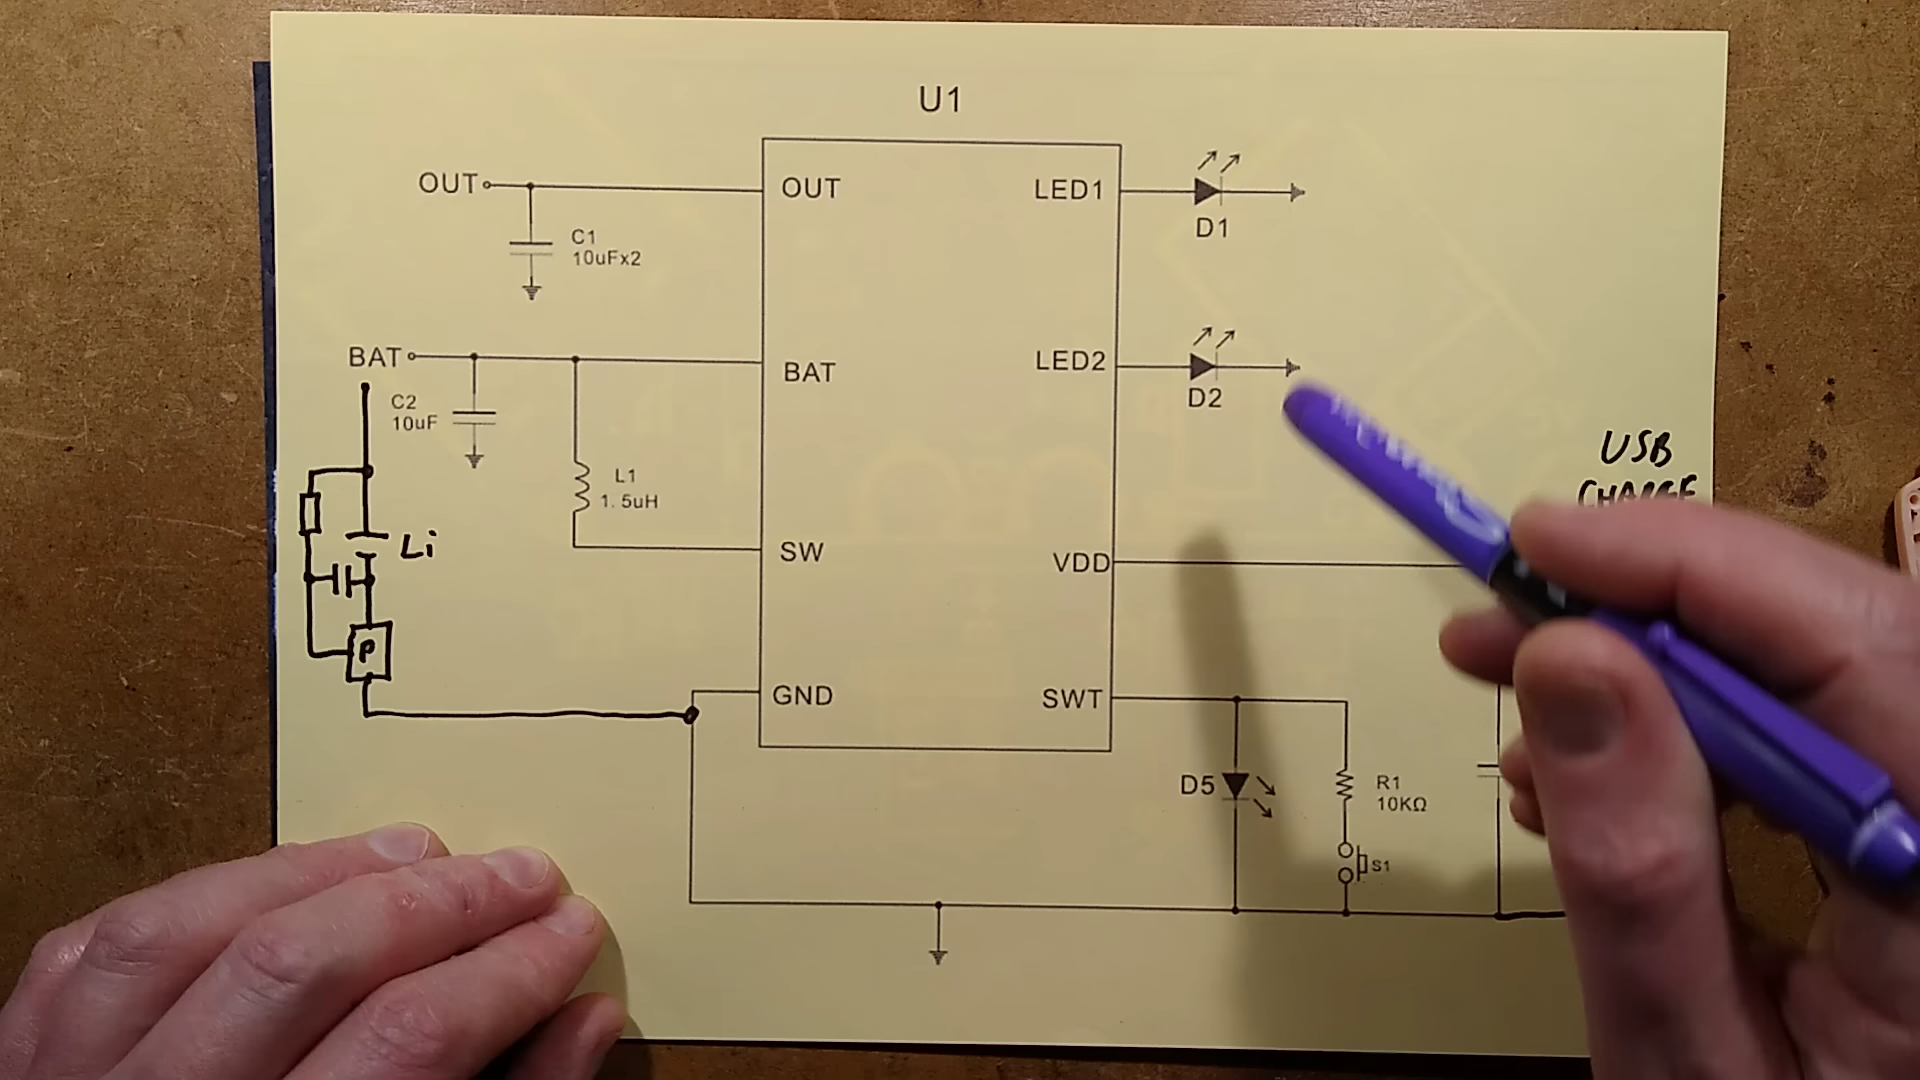 U1
OUT
OUT
LED1
D1
C1
10uFx2
BAT
BAT
LED2
D2
C2
10uF
USB
CHARGE
L1
1.5uH
Li
SW
VDD
P
GND
SWT
D5
R1
10KΩ
S1